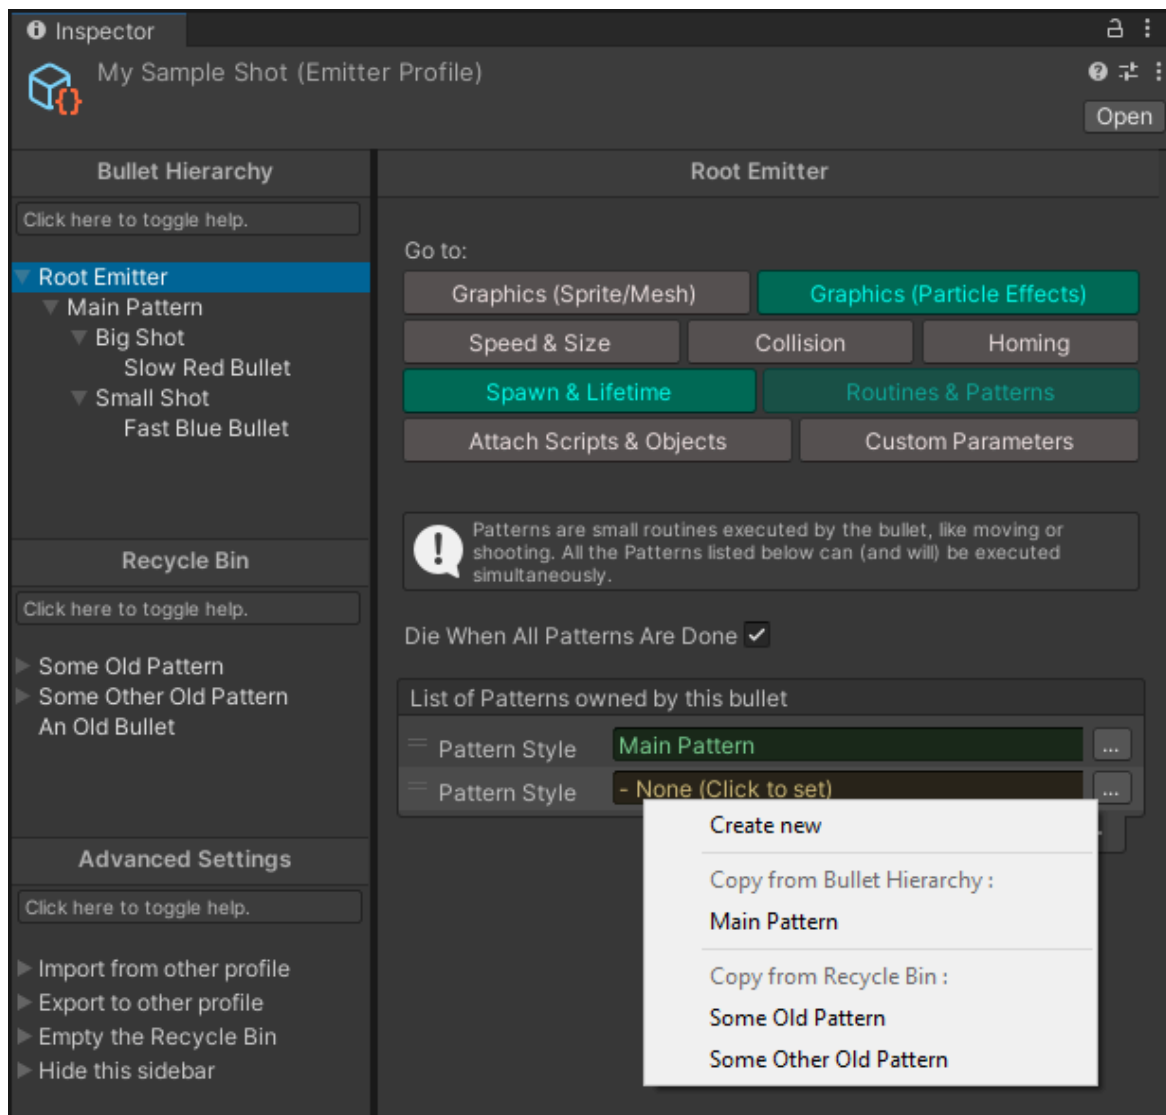 Inspector
My Sample Shot (Emitter Profile)
Open
Bullet Hierarchy
Click here to toggle help.
Root Emitter
Main Pattern
Big Shot
Slow Red Bullet
Small Shot
Fast Blue Bullet
Recycle Bin
Click here to toggle help.
Some Old Pattern
Some Other Old Pattern
An Old Bullet
Advanced Settings
Click here to toggle help.
Import from other profile
Export to other profile
Empty the Recycle Bin
Hide this sidebar
Root Emitter
Go to:
Graphics (Sprite/Mesh)
Graphics (Particle Effects)
Speed & Size
Collision
Homing
Spawn & Lifetime
Routines & Patterns
Attach Scripts & Objects
Custom Parameters
Patterns are small routines executed by the bullet, like moving or
shooting. All the Patterns listed below can (and will) be executed
simultaneously.
Die When All Patterns Are Done
List of Patterns owned by this bullet
Pattern Style
Main Pattern
...
Pattern Style
- None (Click to set)
...
Create new
Copy from Bullet Hierarchy :
Main Pattern
Copy from Recycle Bin :
Some Old Pattern
Some Other Old Pattern